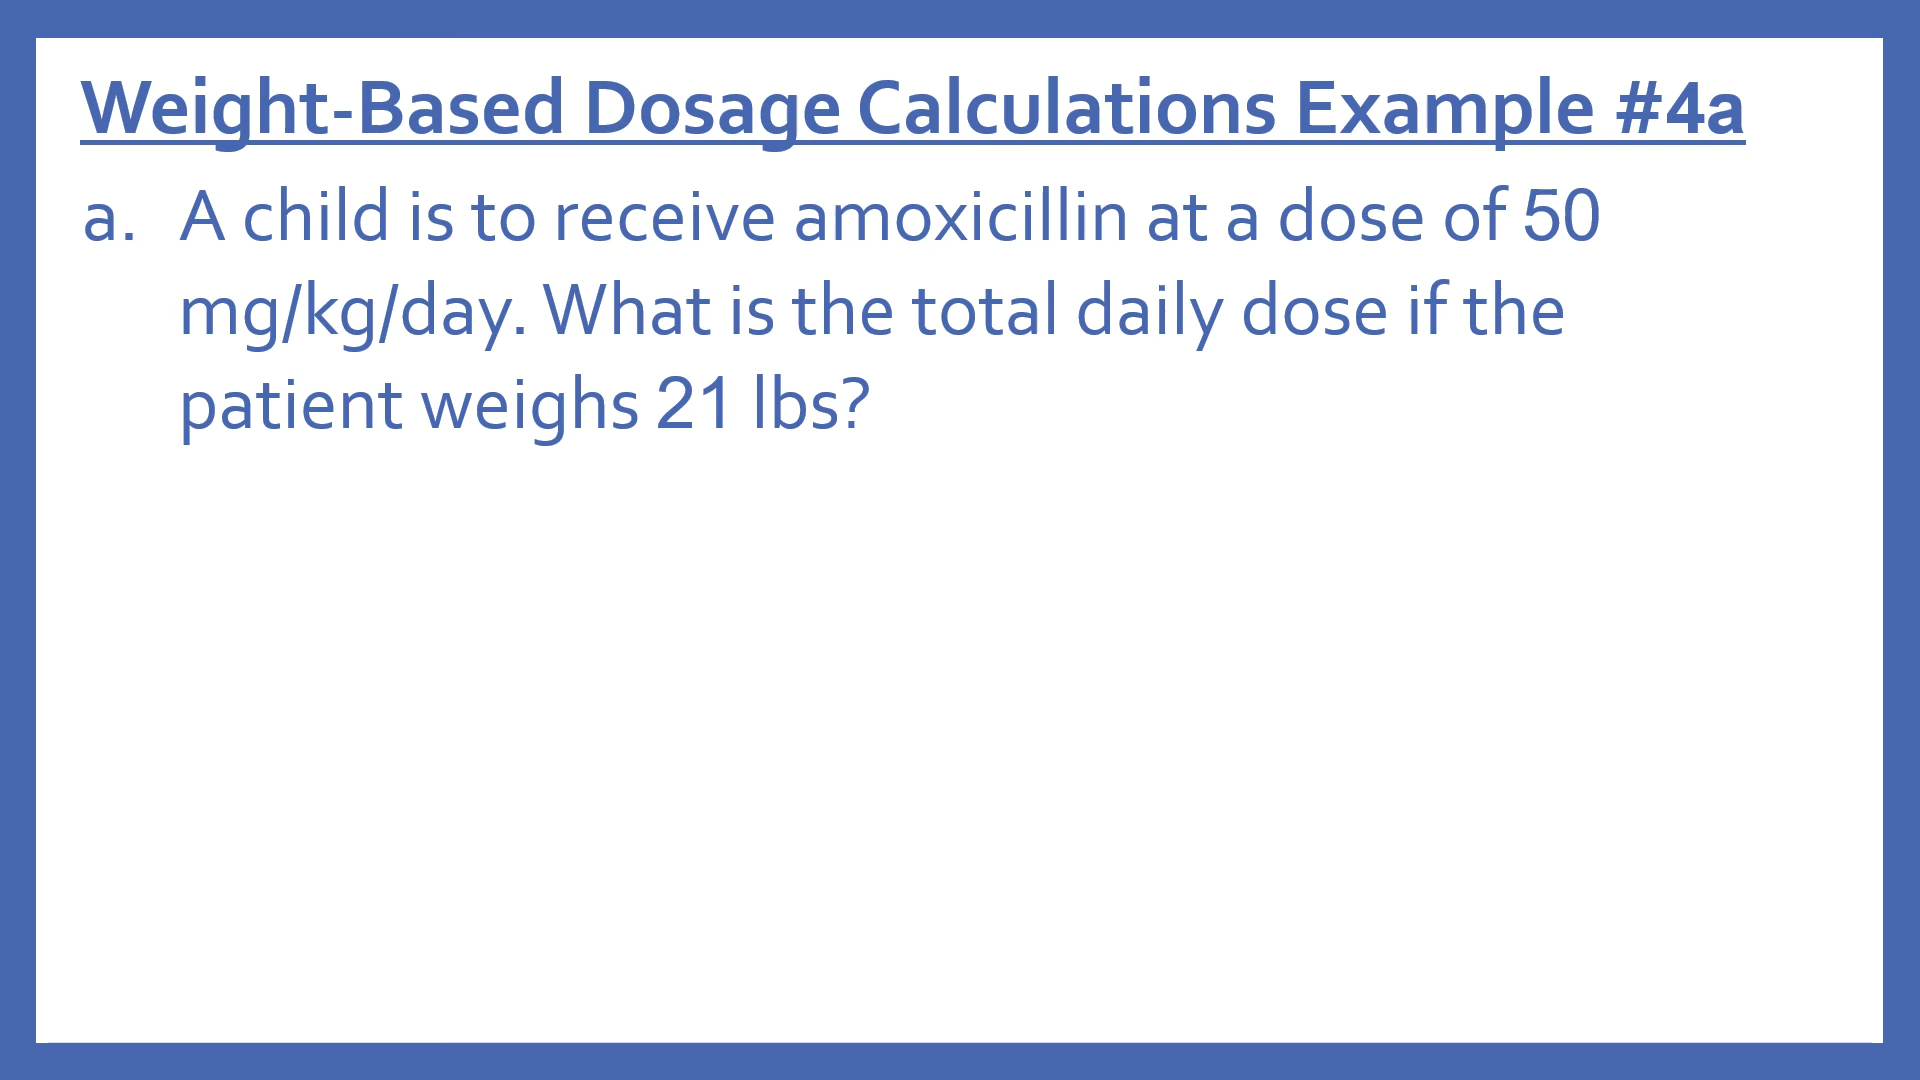 Weight-Based Dosage Calculations Example #4a
a. A child is to receive amoxicillin at a dose of 50
mg/kg/day. What is the total daily dose if the
patient weighs 21 lbs?